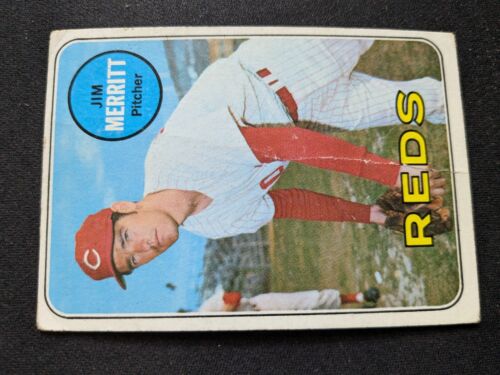 JIM
MERRITT
Pitcher
REDS
C